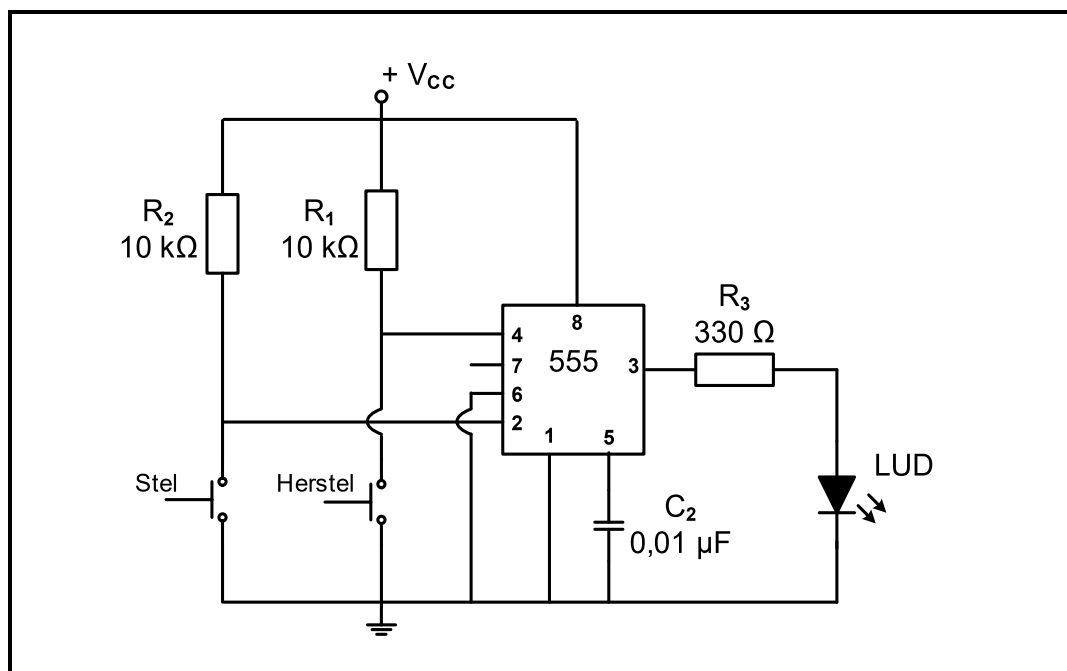 + V_CC
R₂
10 kΩ
R₁
10 kΩ
R₃
330 Ω
8
4
7
555
3
6
2
1
5
Stel
Herstel
LUD
C₂
0,01 µF